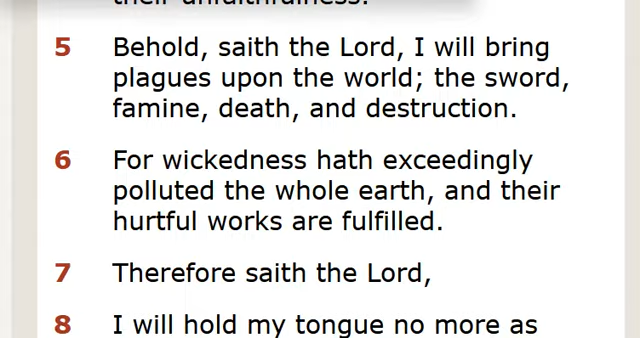 their unfaithfulness.
5 Behold, saith the Lord, I will bring
plagues upon the world; the sword,
famine, death, and destruction.
6 For wickedness hath exceedingly
polluted the whole earth, and their
hurtful works are fulfilled.
7 Therefore saith the Lord,
8 I will hold my tongue no more as